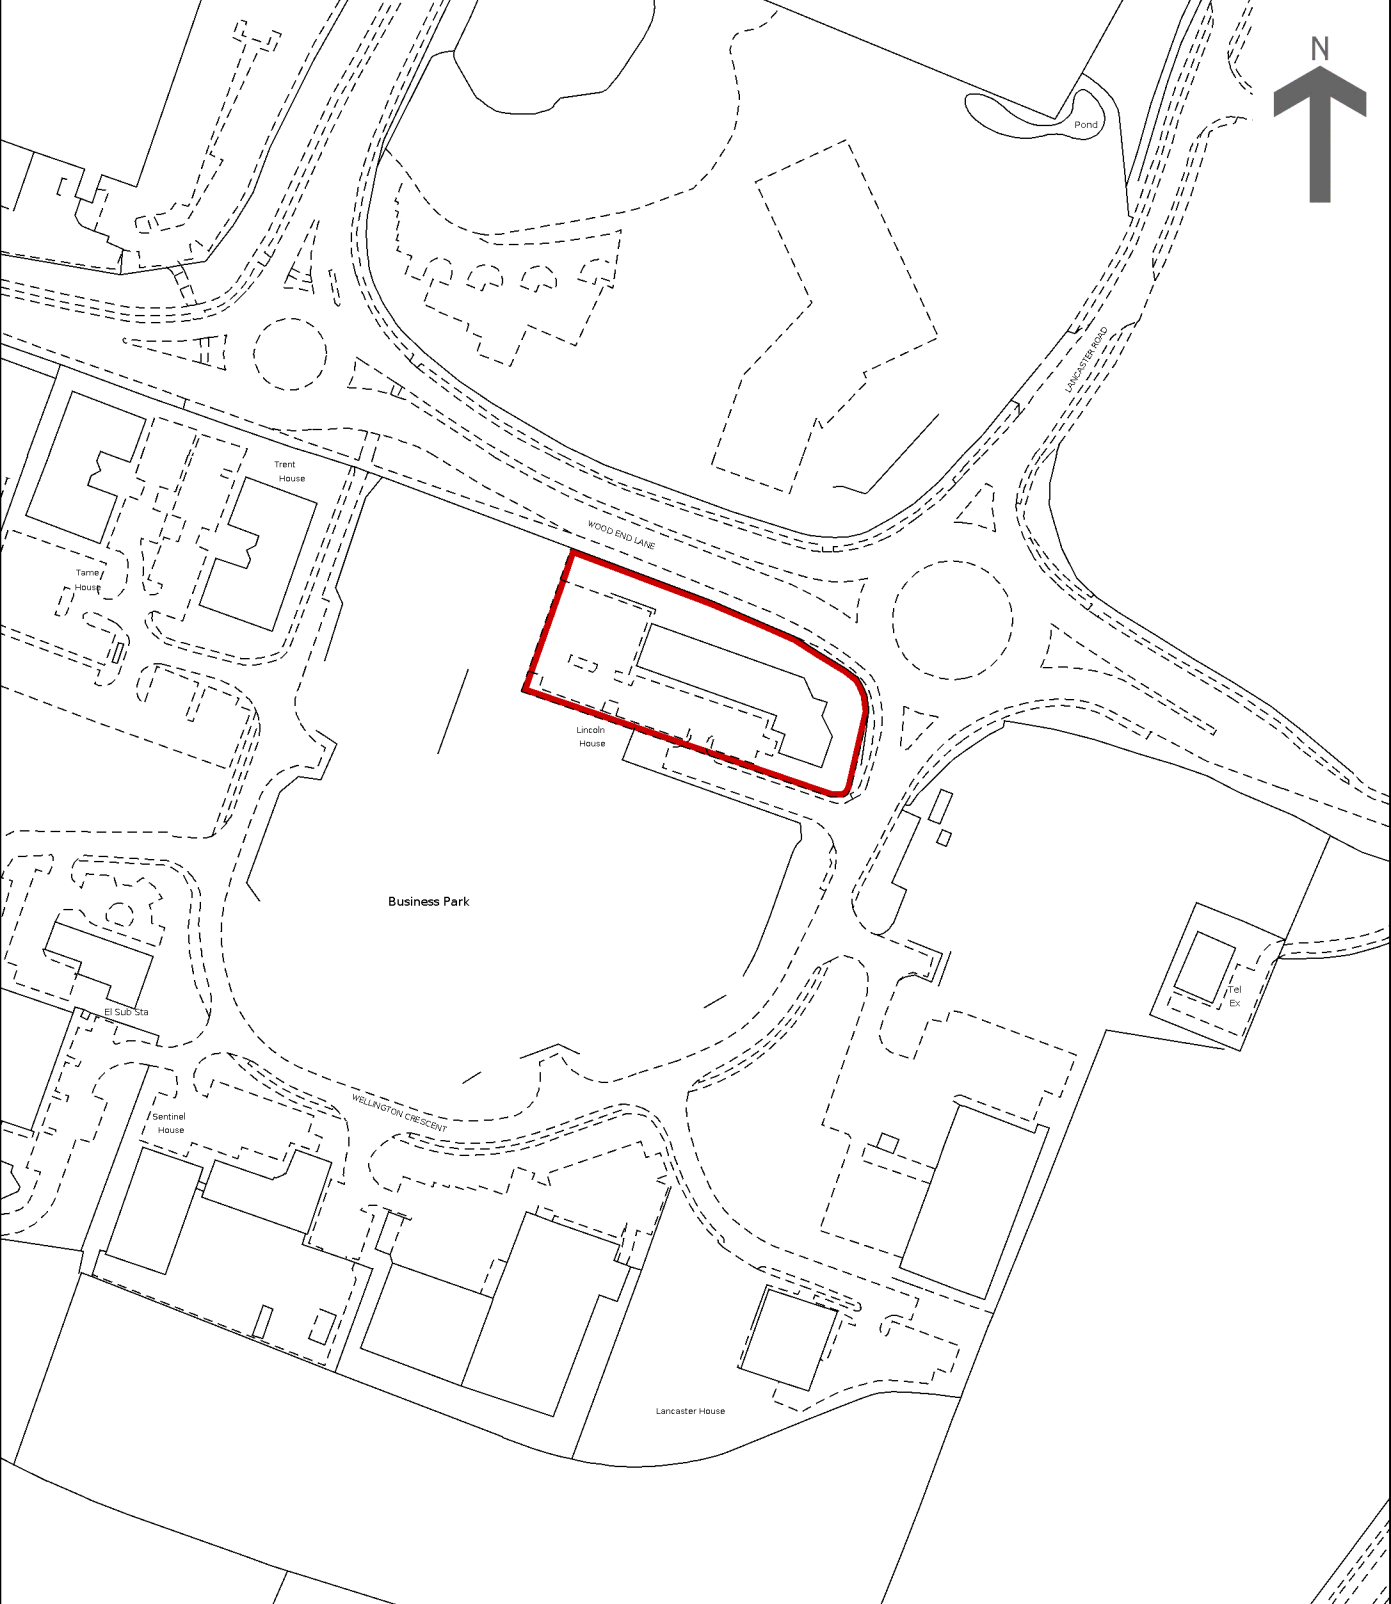 N
Pond
LANCASTER ROAD
Trent
House
WOOD END LANE
Tame
House
Lincoln
House
Business Park
Tel
Ex
El Sub Sta
WELLINGTON CRESCENT
Sentinel
House
Lancaster House